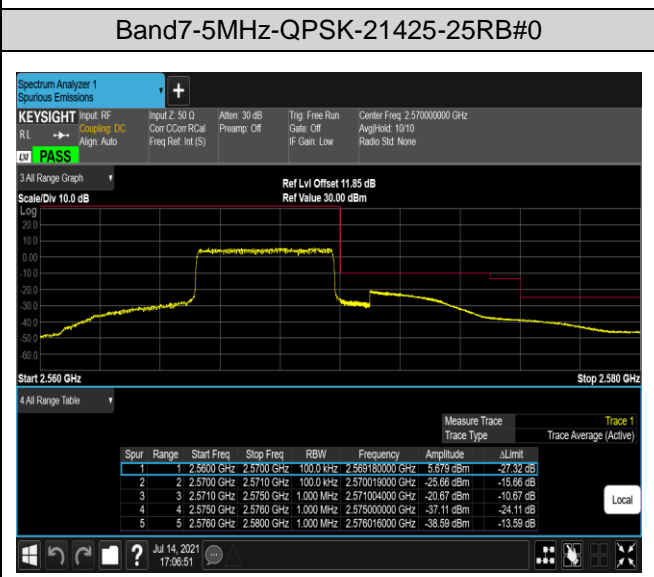 Band7-5MHz-QPSK-21425-25RB#0
Spectrum Analyzer 1
Spurious Emissions
+
KEYSIGHT Input: RF Input Z: 50 Ω Atten: 30 dB Trig: Free Run Center Freq: 2.570000000 GHz
RL Coupling: DC Corr CCorr RCal Preamp: Off Gate: Off Avg|Hold: 10/10
Align: Auto Freq Ref: Int (S) IF Gain: Low Radio Std: None
LXI PASS
3 All Range Graph
Ref Lvl Offset 11.85 dB
Scale/Div 10.0 dB Ref Value 30.00 dBm
Log
20.0
10.0
0.00
-10.0
-20.0
-30.0
-40.0
-50.0
-60.0
Start 2.560 GHz Stop 2.580 GHz
4 All Range Table
Measure Trace Trace 1
Trace Type Trace Average (Active)
Spur Range Start Freq Stop Freq RBW Frequency Amplitude ΔLimit
1 1 2.5600 GHz 2.5700 GHz 100.0 kHz 2.569180000 GHz 5.679 dBm -27.32 dB
2 2 2.5700 GHz 2.5710 GHz 100.0 kHz 2.570019000 GHz -25.66 dBm -15.66 dB
3 3 2.5710 GHz 2.5750 GHz 1.000 MHz 2.571004000 GHz -20.67 dBm -10.67 dB
4 4 2.5750 GHz 2.5760 GHz 1.000 MHz 2.575000000 GHz -37.11 dBm -24.11 dB
5 5 2.5760 GHz 2.5800 GHz 1.000 MHz 2.576016000 GHz -38.59 dBm -13.59 dB
Local
? Jul 14, 2021
17:06:51